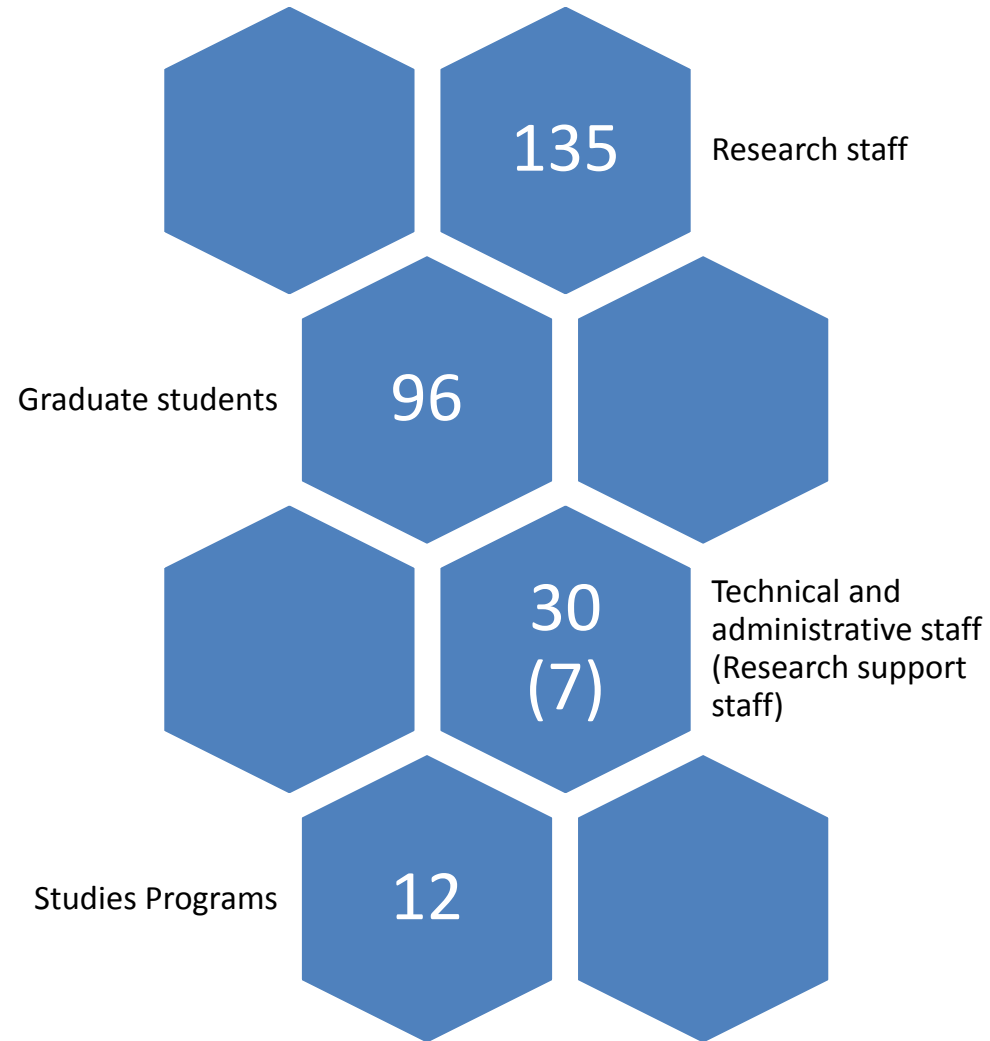 135
Research staff
Graduate students
96
30
(7)
Technical and
administrative staff
(Research support
staff)
Studies Programs
12